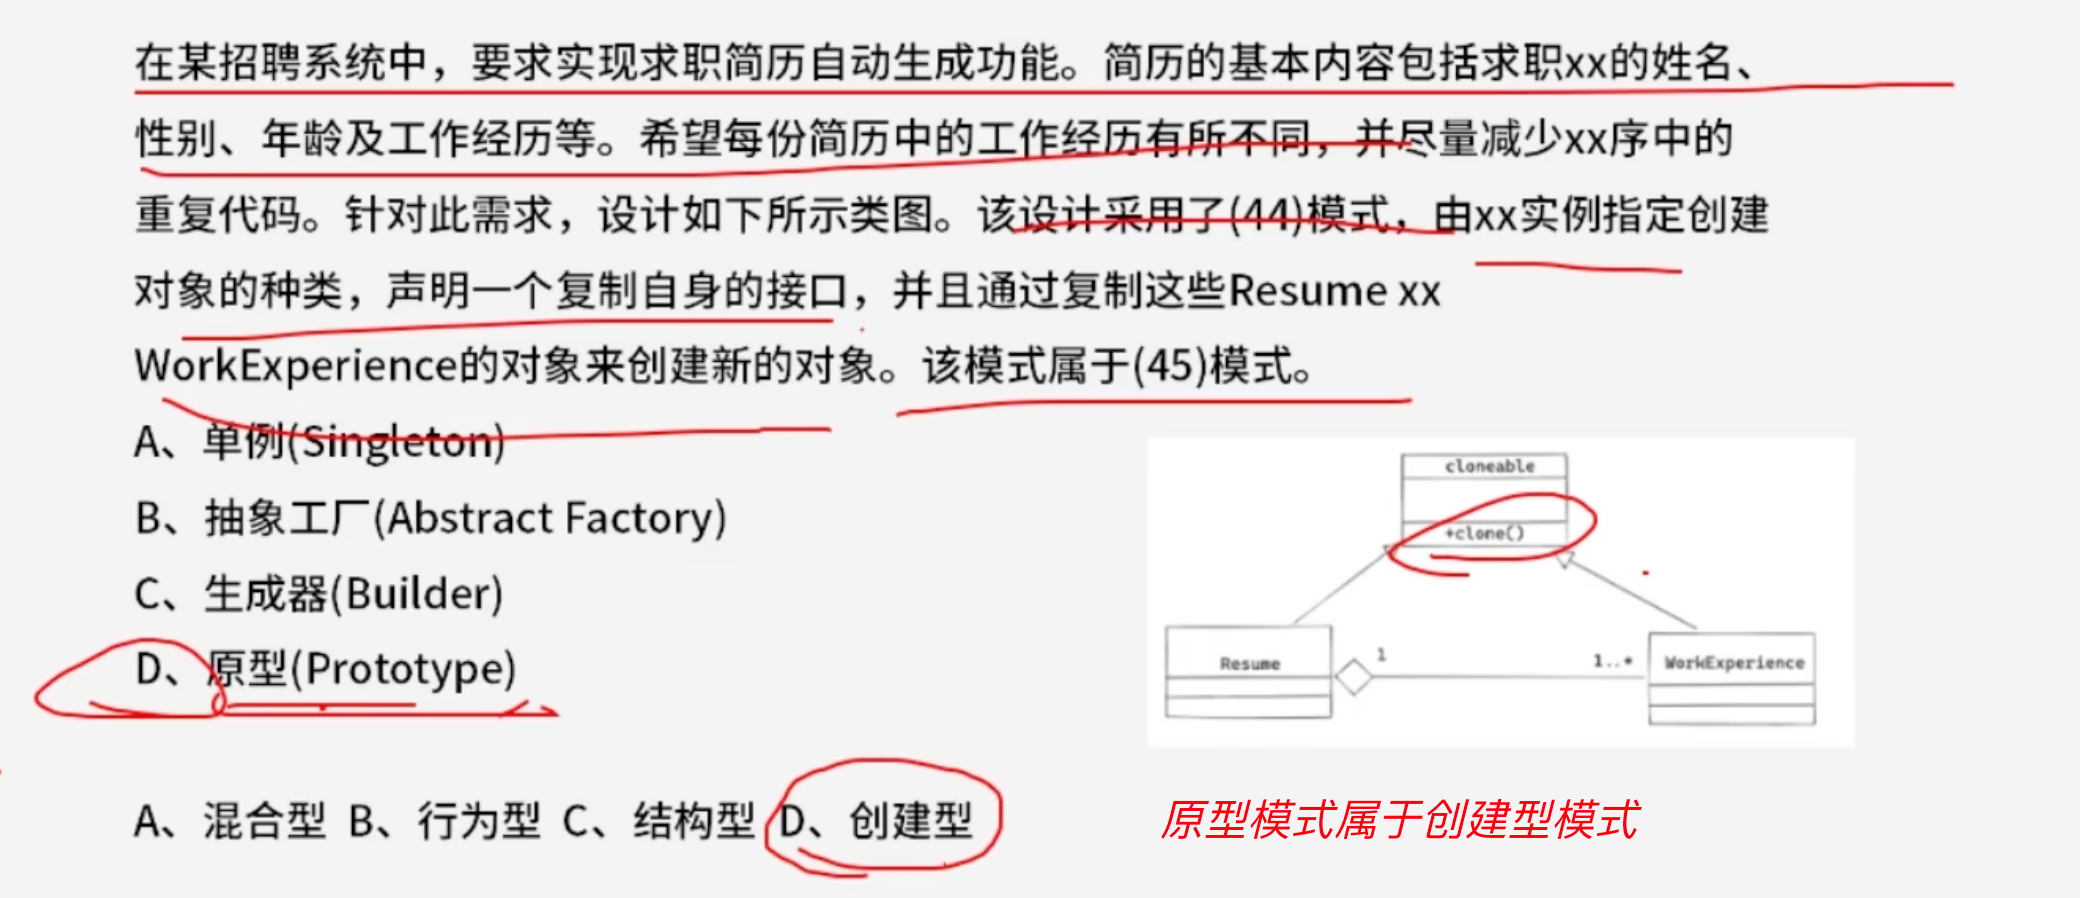 在某招聘系统中，要求实现求职简历自动生成功能。简历的基本内容包括求职xx的姓名、
性别、年龄及工作经历等。希望每份简历中的工作经历有所不同，并尽量减少xx序中的
重复代码。针对此需求，设计如下所示类图。该设计采用了(44)模式，由xx实例指定创建
对象的种类，声明一个复制自身的接口，并且通过复制这些Resume xx
WorkExperience的对象来创建新的对象。该模式属于(45)模式。
A、单例(Singleton)
B、抽象工厂(Abstract Factory)
C、生成器(Builder)
D、原型(Prototype)
cloneable
+clone()
Resume
1
1..*
WorkExperience
A、混合型 B、行为型 C、结构型 D、创建型
原型模式属于创建型模式